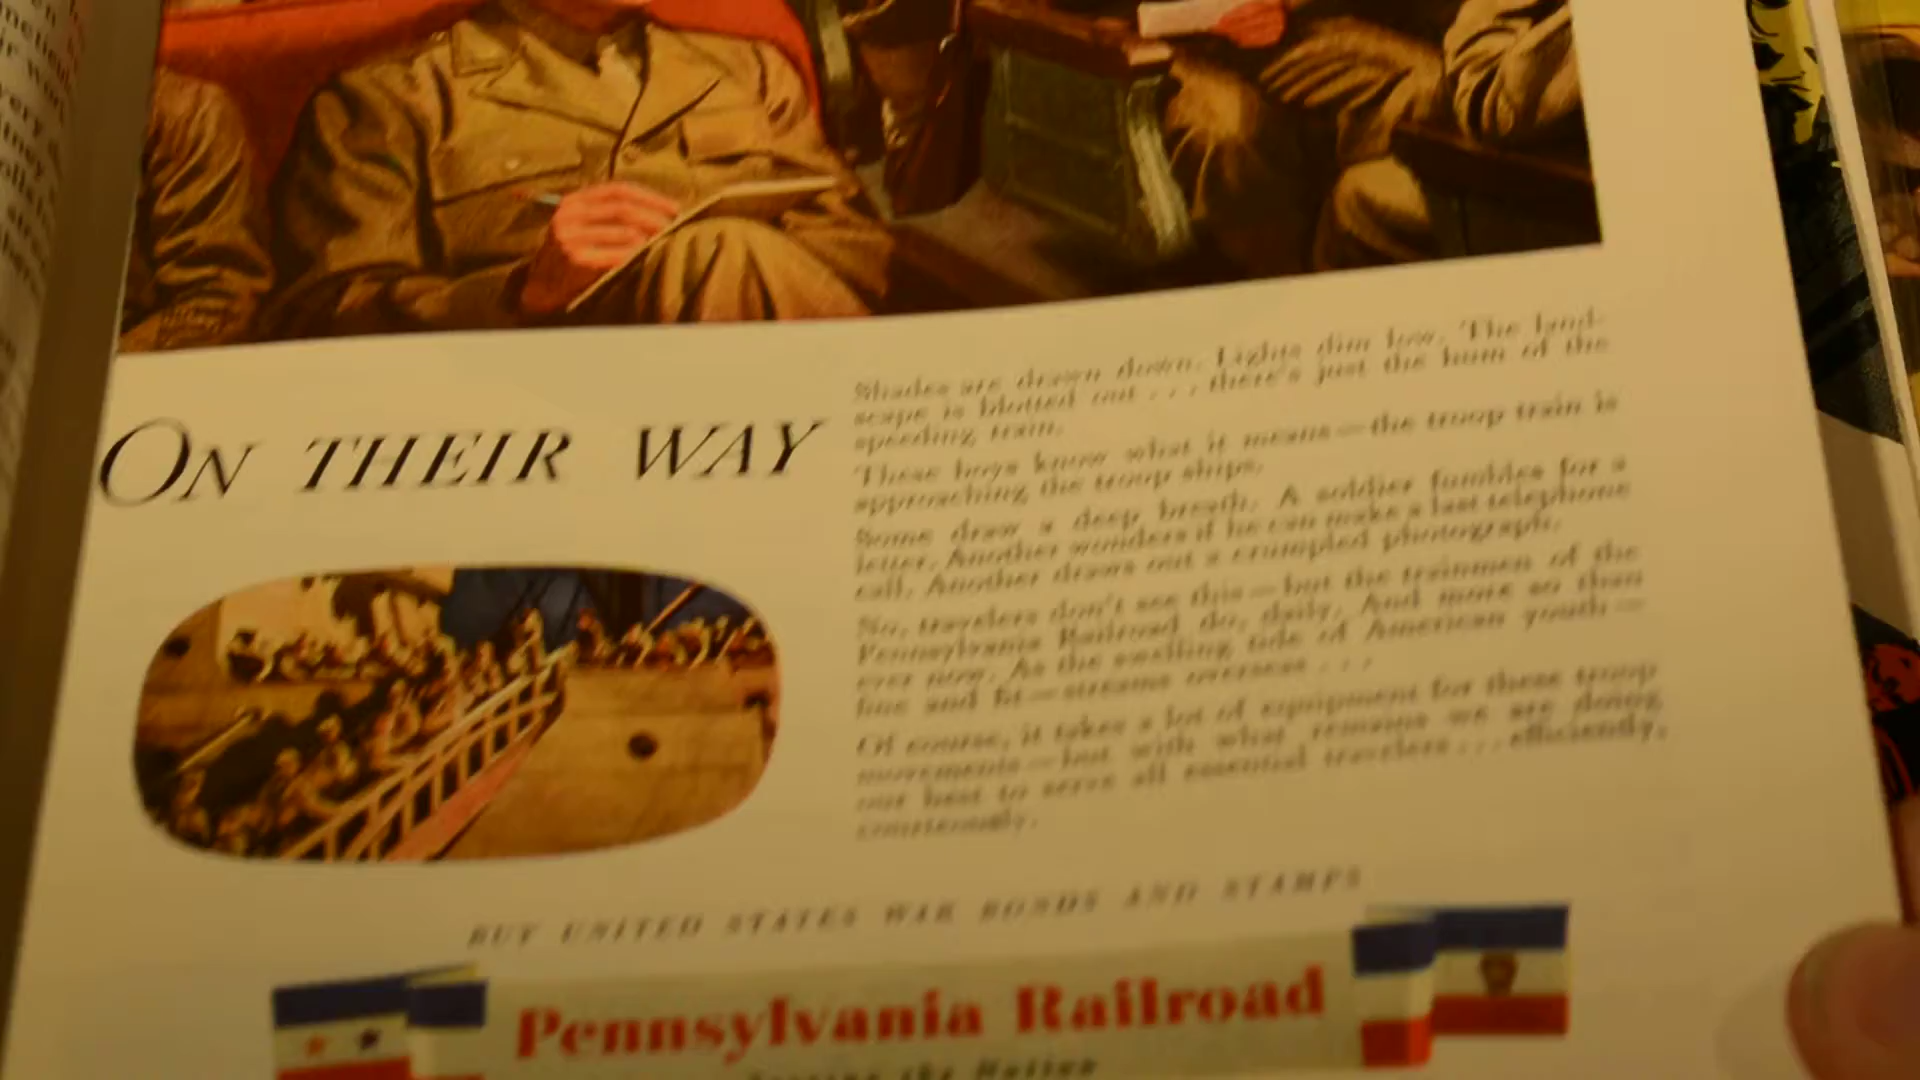 ON THEIR WAY
Shades are drawn down. Lights dim low. The land-
scape is blotted out . . . there's just the hum of the
speeding train.
These boys know what it means—the troop train is
approaching the troop ships.
Some draw a deep breath. A soldier fumbles for a
letter. Another wonders if he can make a last telephone
call. Another draws out a crumpled photograph.
No, travelers don't see this—but the trainmen of the
Pennsylvania Railroad do, daily. And more so than
ever now. As the swelling tide of American youth—
fine and fit—streams overseas . . .
Of course, it takes a lot of equipment for these troop
movements—but with what remains we are doing
our best to serve all essential travelers . . . efficiently,
courteously.
BUY UNITED STATES WAR BONDS AND STAMPS
Pennsylvania Railroad
Serving the Nation